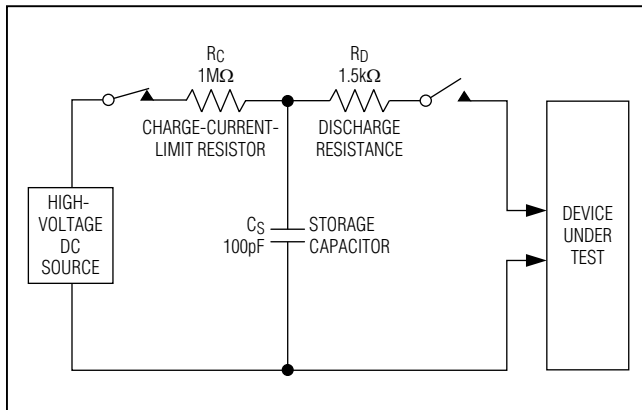 RC
1MΩ
CHARGE-CURRENT-
LIMIT RESISTOR
RD
1.5kΩ
DISCHARGE
RESISTANCE
HIGH-
VOLTAGE
DC
SOURCE
CS
100pF
STORAGE
CAPACITOR
DEVICE
UNDER
TEST